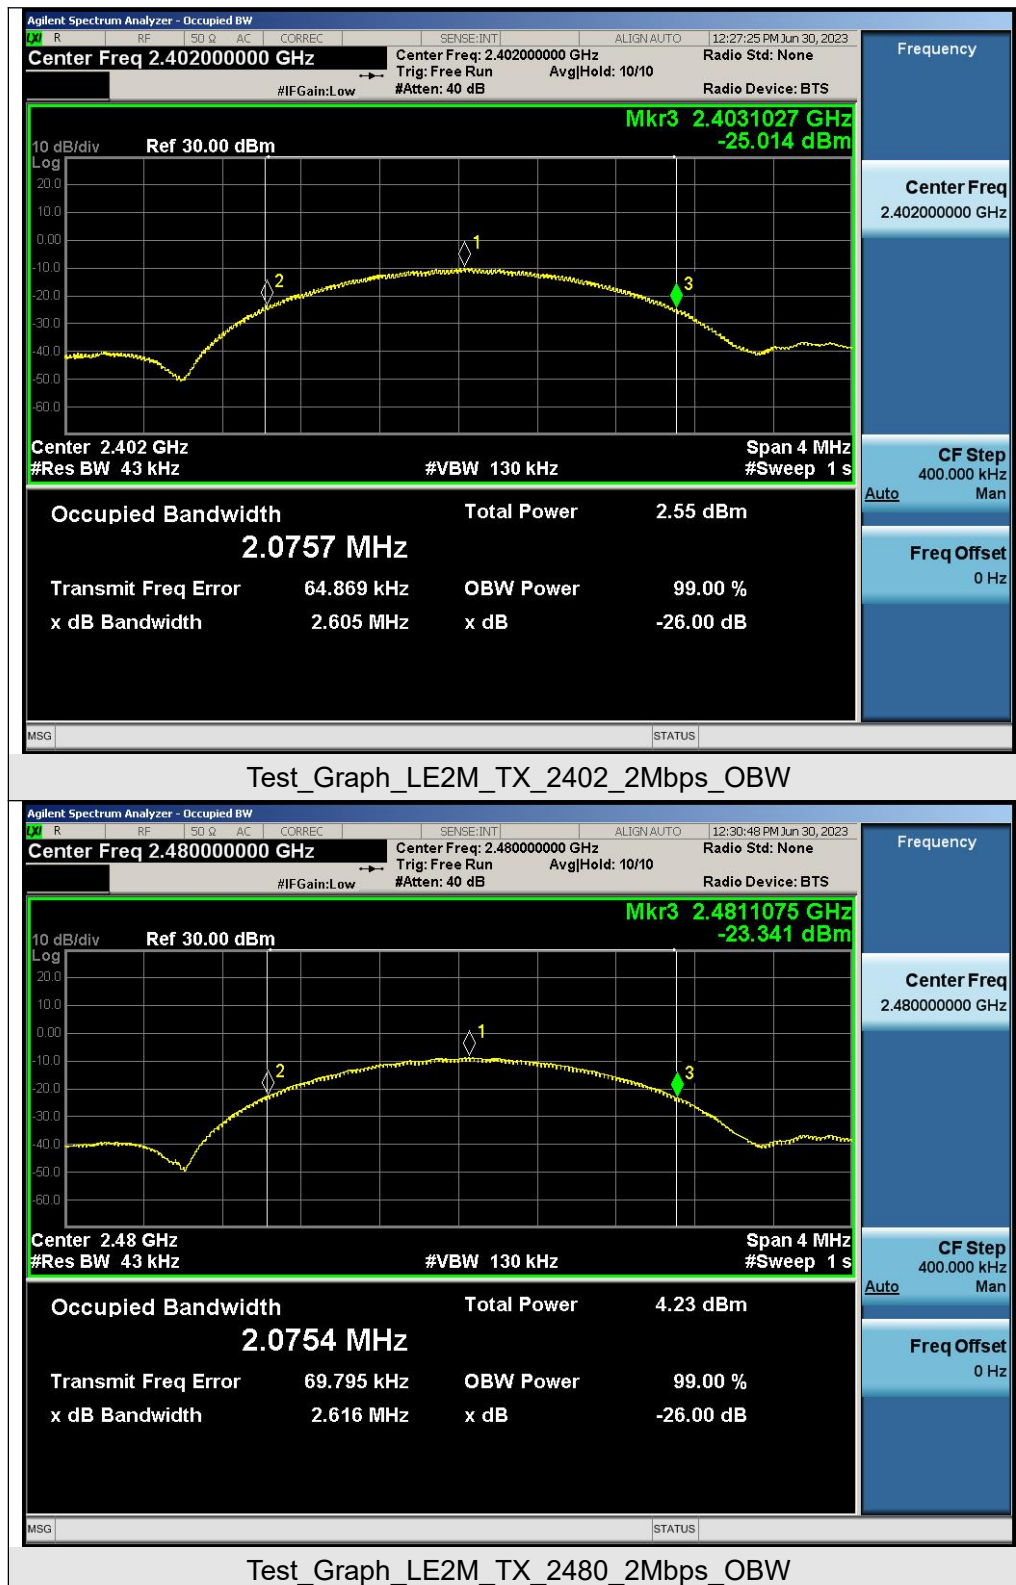 Agilent Spectrum Analyzer - Occupied BW
LXI R RF 50 Ω AC CORREC SENSE:INT ALIGN AUTO 12:27:25 PM Jun 30, 2023
Center Freq 2.402000000 GHz
Center Freq: 2.402000000 GHz Radio Std: None
Trig: Free Run Avg|Hold: 10/10
#IFGain:Low #Atten: 40 dB Radio Device: BTS
Frequency
Mkr3 2.4031027 GHz
-25.014 dBm
10 dB/div Ref 30.00 dBm
Log
20.0
10.0
0.00
-10.0
-20.0
-30.0
-40.0
-50.0
-60.0
1
2
3
Center Freq
2.402000000 GHz
Center 2.402 GHz Span 4 MHz
#Res BW 43 kHz #VBW 130 kHz #Sweep 1 s
CF Step
400.000 kHz
Auto Man
Occupied Bandwidth Total Power 2.55 dBm
2.0757 MHz
Transmit Freq Error 64.869 kHz OBW Power 99.00 %
x dB Bandwidth 2.605 MHz x dB -26.00 dB
Freq Offset
0 Hz
MSG STATUS
Test_Graph_LE2M_TX_2402_2Mbps_OBW
Agilent Spectrum Analyzer - Occupied BW
LXI R RF 50 Ω AC CORREC SENSE:INT ALIGN AUTO 12:30:48 PM Jun 30, 2023
Center Freq 2.480000000 GHz
Center Freq: 2.480000000 GHz Radio Std: None
Trig: Free Run Avg|Hold: 10/10
#IFGain:Low #Atten: 40 dB Radio Device: BTS
Frequency
Mkr3 2.4811075 GHz
-23.341 dBm
10 dB/div Ref 30.00 dBm
Log
20.0
10.0
0.00
-10.0
-20.0
-30.0
-40.0
-50.0
-60.0
1
2
3
Center Freq
2.480000000 GHz
Center 2.48 GHz Span 4 MHz
#Res BW 43 kHz #VBW 130 kHz #Sweep 1 s
CF Step
400.000 kHz
Auto Man
Occupied Bandwidth Total Power 4.23 dBm
2.0754 MHz
Transmit Freq Error 69.795 kHz OBW Power 99.00 %
x dB Bandwidth 2.616 MHz x dB -26.00 dB
Freq Offset
0 Hz
MSG STATUS
Test_Graph_LE2M_TX_2480_2Mbps_OBW